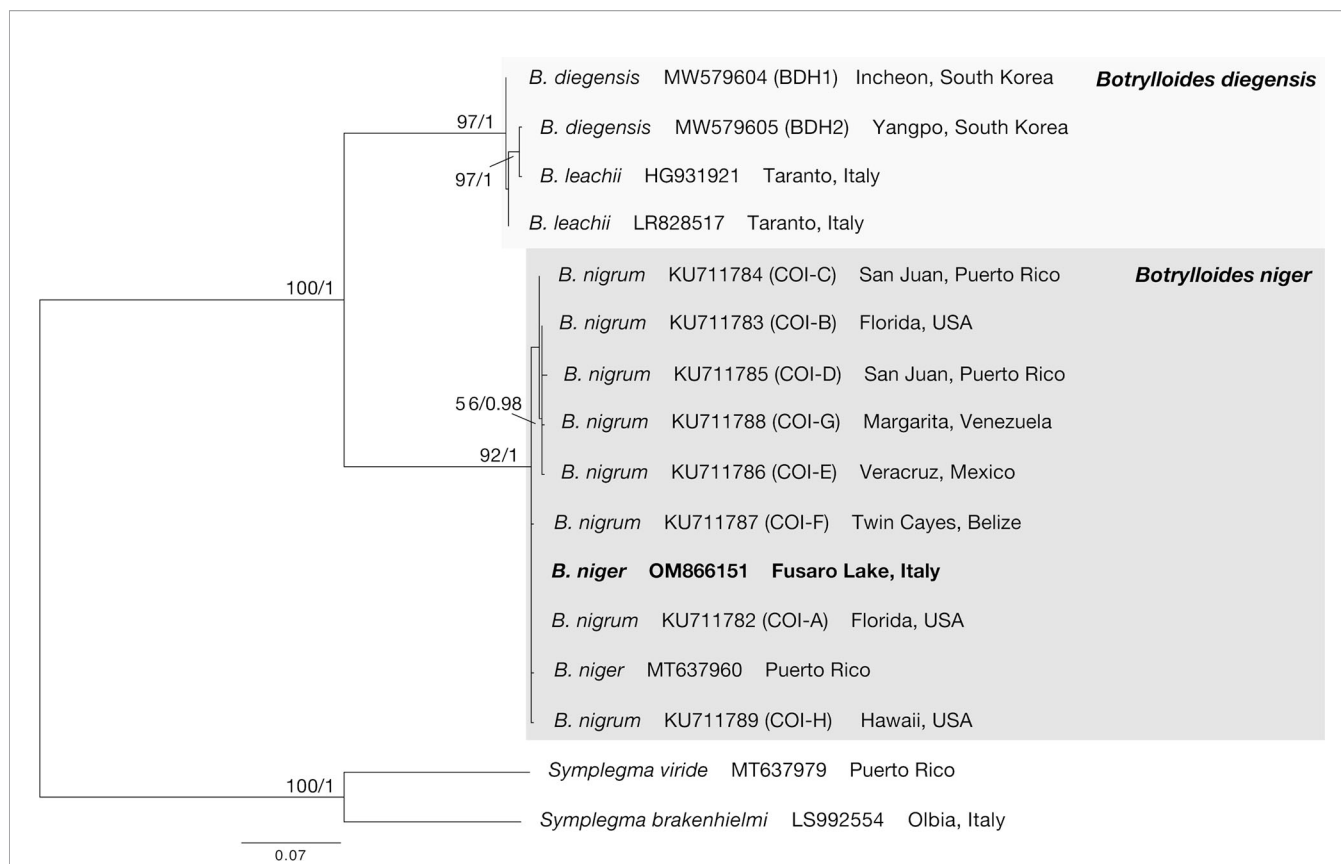 B. diegensis MW579604 (BDH1) Incheon, South Korea Botrylloides diegensis
97/1
B. diegensis MW579605 (BDH2) Yangpo, South Korea
97/1
B. leachii HG931921 Taranto, Italy
B. leachii LR828517 Taranto, Italy
B. nigrum KU711784 (COI-C) San Juan, Puerto Rico Botrylloides niger
100/1
B. nigrum KU711783 (COI-B) Florida, USA
B. nigrum KU711785 (COI-D) San Juan, Puerto Rico
56/0.98
B. nigrum KU711788 (COI-G) Margarita, Venezuela
92/1
B. nigrum KU711786 (COI-E) Veracruz, Mexico
B. nigrum KU711787 (COI-F) Twin Cayes, Belize
B. niger OM866151 Fusaro Lake, Italy
B. nigrum KU711782 (COI-A) Florida, USA
B. niger MT637960 Puerto Rico
B. nigrum KU711789 (COI-H) Hawaii, USA
Symplegma viride MT637979 Puerto Rico
100/1
Symplegma brakenhielmi LS992554 Olbia, Italy
0.07